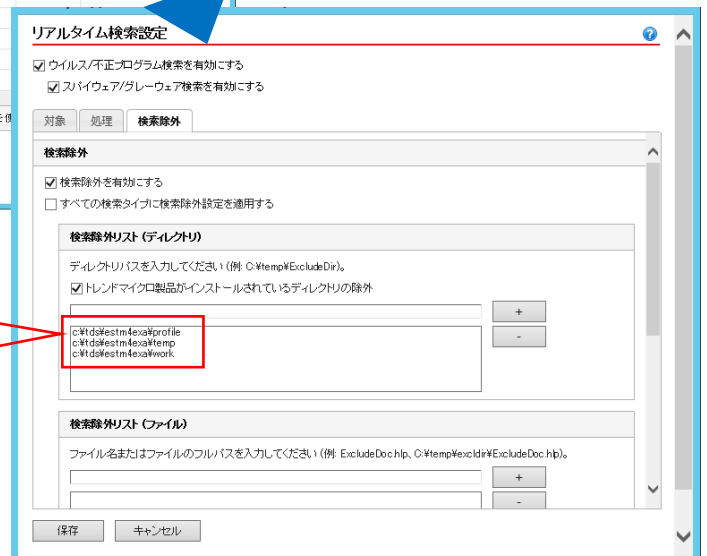 リアルタイム検索設定
ウイルス/不正プログラム検索を有効にする
スパイウェア/グレーウェア検索を有効にする
対象 処理 検索除外
検索除外
検索除外を有効にする
すべての検索タイプに検索除外設定を適用する
検索除外リスト (ディレクトリ)
ディレクトリパスを入力してください (例: C:¥temp¥ExcludeDir)。
トレンドマイクロ製品がインストールされているディレクトリの除外
+
c:¥tds¥estm4exa¥profile
c:¥tds¥estm4exa¥temp
c:¥tds¥estm4exa¥work
-
検索除外リスト (ファイル)
ファイル名またはファイルのフルパスを入力してください (例: ExcludeDoc.hlp、C:¥temp¥excldir¥ExcludeDoc.hlp)。
+
-
保存 キャンセル